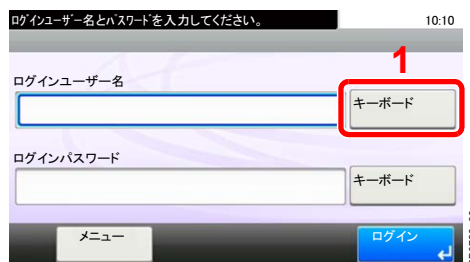 ログインユーザー名とパスワードを入力してください。 10:10
1
ログインユーザー名
キーボード
ログインパスワード
キーボード
メニュー ログイン